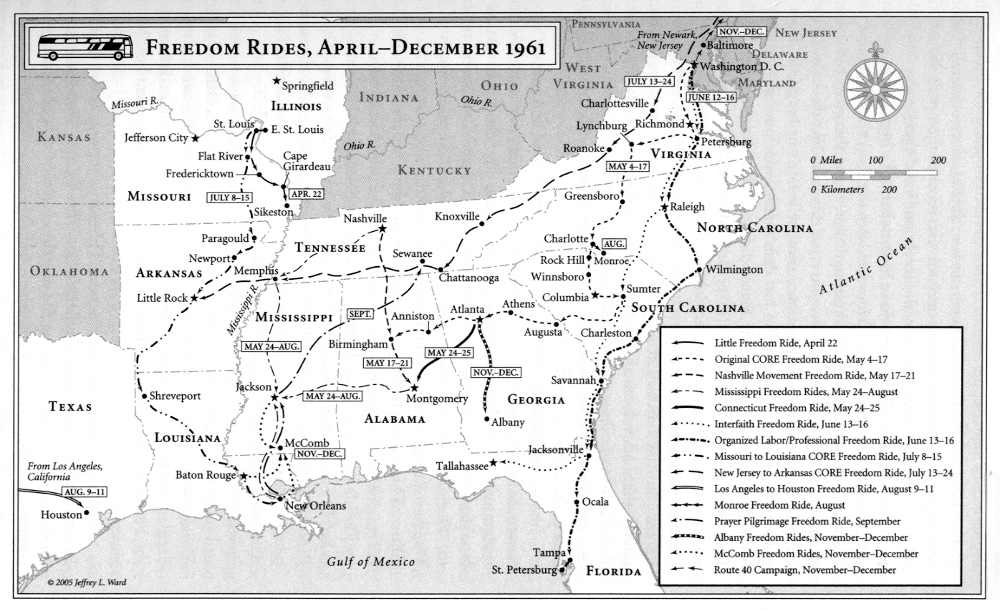 FREEDOM RIDES, APRIL–DECEMBER 1961
PENNSYLVANIA
From Newark,
New Jersey
NOV.–DEC.
NEW JERSEY
Baltimore
DELAWARE
Washington D. C.
MARYLAND
WEST
VIRGINIA
OHIO
Ohio R.
INDIANA
JULY 13–24
JUNE 12–16
Springfield
ILLINOIS
Missouri R.
Charlottesville
Lynchburg
Richmond
KANSAS
Jefferson City
St. Louis
E. St. Louis
Petersburg
Roanoke
VIRGINIA
Ohio R.
Flat River
Cape
Girardeau
Fredericktown
KENTUCKY
MAY 4–17
0 Miles 100 200
0 Kilometers 200
MISSOURI
JULY 8–15
APR. 22
Sikeston
Greensboro
Raleigh
Nashville
Knoxville
NORTH CAROLINA
Paragould
TENNESSEE
Charlotte
AUG.
Newport
Sewanee
Rock Hill
Monroe
OKLAHOMA
ARKANSAS
Memphis
Chattanooga
Winnsboro
Wilmington
Atlantic Ocean
Little Rock
Mississippi R.
Columbia
Sumter
SOUTH CAROLINA
MISSISSIPPI
SEPT.
Anniston
Atlanta
Athens
Augusta
Charleston
Birmingham
MAY 24–AUG.
MAY 24–25
MAY 17–21
NOV.–DEC.
Savannah
Jackson
MAY 24–AUG.
Montgomery
Shreveport
GEORGIA
TEXAS
ALABAMA
Albany
LOUISIANA
McComb
NOV.–DEC.
Jacksonville
Tallahassee
From Los Angeles,
California
Baton Rouge
AUG. 9–11
Houston
New Orleans
Ocala
Tampa
St. Petersburg
FLORIDA
Gulf of Mexico
© 2005 Jeffrey L. Ward
Little Freedom Ride, April 22
Original CORE Freedom Ride, May 4–17
Nashville Movement Freedom Ride, May 17–21
Mississippi Freedom Rides, May 24–August
Connecticut Freedom Ride, May 24–25
Interfaith Freedom Ride, June 13–16
Organized Labor/Professional Freedom Ride, June 13–16
Missouri to Louisiana CORE Freedom Ride, July 8–15
New Jersey to Arkansas CORE Freedom Ride, July 13–24
Los Angeles to Houston Freedom Ride, August 9–11
Monroe Freedom Ride, August
Prayer Pilgrimage Freedom Ride, September
Albany Freedom Rides, November–December
McComb Freedom Rides, November–December
Route 40 Campaign, November–December